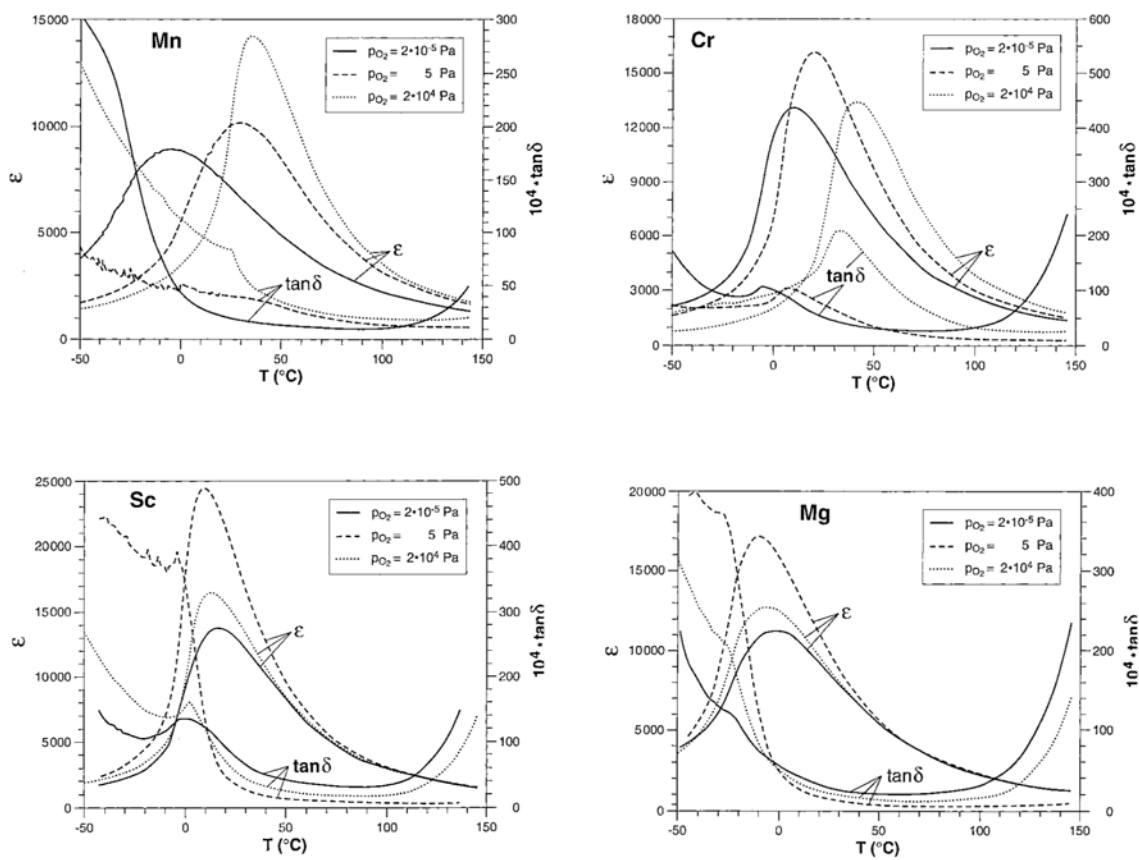 Mn
15000
10000
5000
0
ε
300
250
200
150
100
50
0
10⁴•tanδ
pO₂ = 2•10⁻⁵ Pa
pO₂ = 5 Pa
pO₂ = 2•10⁴ Pa
ε
tanδ
-50 0 50 100 150
T (°C)
Cr
18000
15000
12000
9000
6000
3000
0
ε
600
500
400
300
200
100
0
10⁴•tanδ
pO₂ = 2•10⁻⁵ Pa
pO₂ = 5 Pa
pO₂ = 2•10⁴ Pa
ε
tanδ
-50 0 50 100 150
T (°C)
Sc
25000
20000
15000
10000
5000
0
ε
500
400
300
200
100
0
10⁴•tanδ
pO₂ = 2•10⁻⁵ Pa
pO₂ = 5 Pa
pO₂ = 2•10⁴ Pa
ε
tanδ
-50 0 50 100 150
T (°C)
Mg
20000
15000
10000
5000
0
ε
400
300
200
100
0
10⁴•tanδ
pO₂ = 2•10⁻⁵ Pa
pO₂ = 5 Pa
pO₂ = 2•10⁴ Pa
ε
tanδ
-50 0 50 100 150
T (°C)